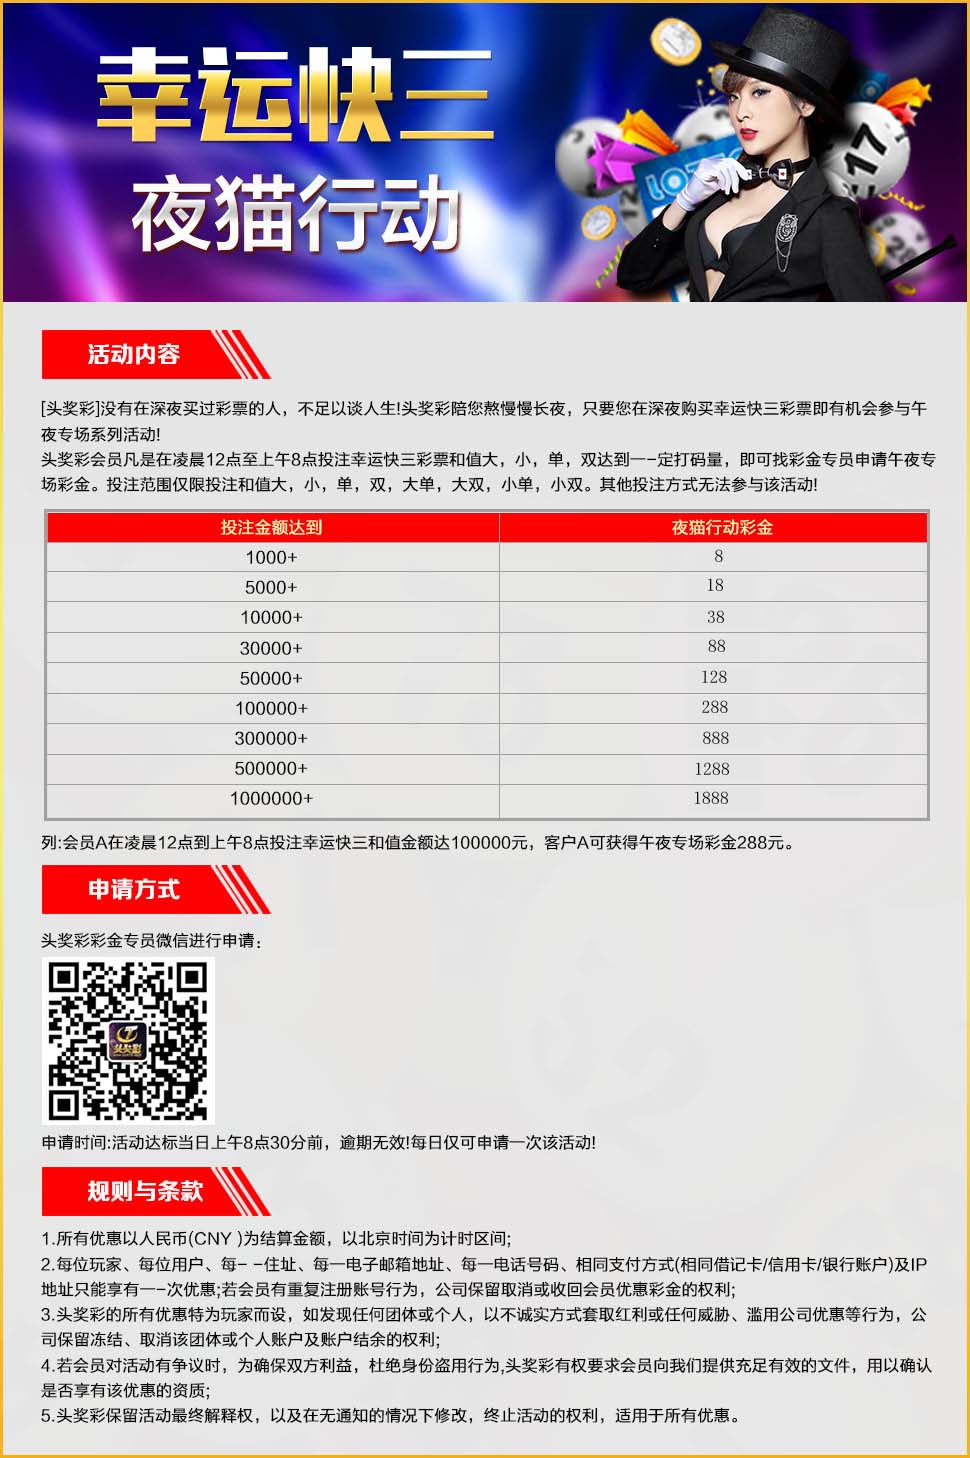 幸运快三
夜猫行动
LOTTO
17
活动内容
[头奖彩]没有在深夜买过彩票的人，不足以谈人生!头奖彩陪您熬慢慢长夜，只要您在深夜购买幸运快三彩票即有机会参与午
夜专场系列活动!
头奖彩会员凡是在凌晨12点至上午8点投注幸运快三彩票和值大，小，单，双达到一-定打码量，即可找彩金专员申请午夜专
场彩金。投注范围仅限投注和值大，小，单，双，大单，大双，小单，小双。其他投注方式无法参与该活动!
投注金额达到 夜猫行动彩金
1000+ 8
5000+ 18
10000+ 38
30000+ 88
50000+ 128
100000+ 288
300000+ 888
500000+ 1288
1000000+ 1888
列:会员A在凌晨12点到上午8点投注幸运快三和值金额达100000元，客户A可获得午夜专场彩金288元。
申请方式
头奖彩彩金专员微信进行申请：
头奖彩
申请时间:活动达标当日上午8点30分前，逾期无效!每日仅可申请一次该活动!
规则与条款
1.所有优惠以人民币(CNY )为结算金额，以北京时间为计时区间;
2.每位玩家、每位用户、每- -住址、每一电子邮箱地址、每一电话号码、相同支付方式(相同借记卡/信用卡/银行账户)及IP
地址只能享有一-次优惠;若会员有重复注册账号行为，公司保留取消或收回会员优惠彩金的权利;
3.头奖彩的所有优惠特为玩家而设，如发现任何团体或个人，以不诚实方式套取红利或任何威胁、滥用公司优惠等行为，公
司保留冻结、取消该团体或个人账户及账户结余的权利;
4.若会员对活动有争议时，为确保双方利益，杜绝身份盗用行为,头奖彩有权要求会员向我们提供充足有效的文件，用以确认
是否享有该优惠的资质;
5.头奖彩保留活动最终解释权，以及在无通知的情况下修改，终止活动的权利，适用于所有优惠。